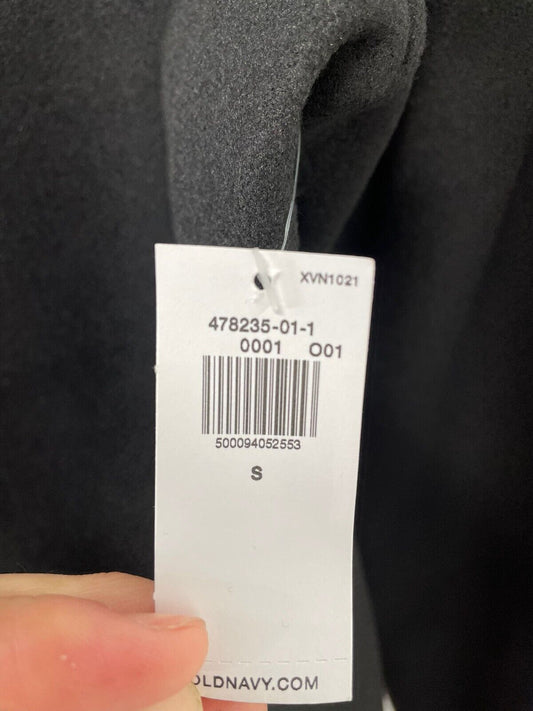 XVN1021
478235-01-1
0001 O01
500094052553
S
OLDNAVY.COM